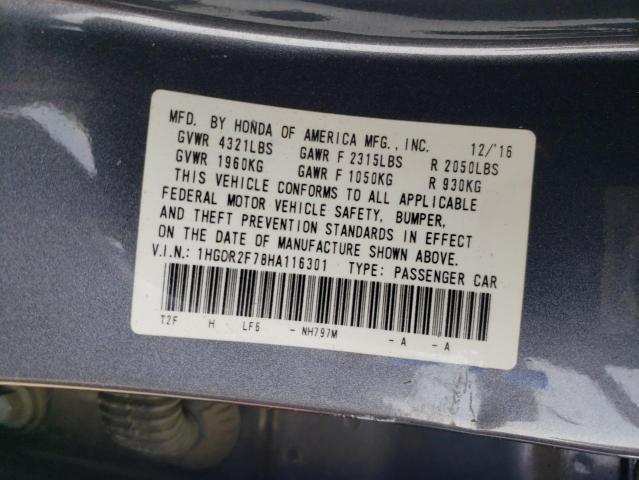 MFD. BY HONDA OF AMERICA MFG., INC. 12/'16
GVWR 4321LBS GAWR F 2315LBS R 2050LBS
GVWR 1960KG GAWR F 1050KG R 930KG
THIS VEHICLE CONFORMS TO ALL APPLICABLE
FEDERAL MOTOR VEHICLE SAFETY, BUMPER,
AND THEFT PREVENTION STANDARDS IN EFFECT
ON THE DATE OF MANUFACTURE SHOWN ABOVE.
V.I.N.: 1HGOR2F78HA116301 TYPE: PASSENGER CAR
T2F H LF6 - NH797M - A - A